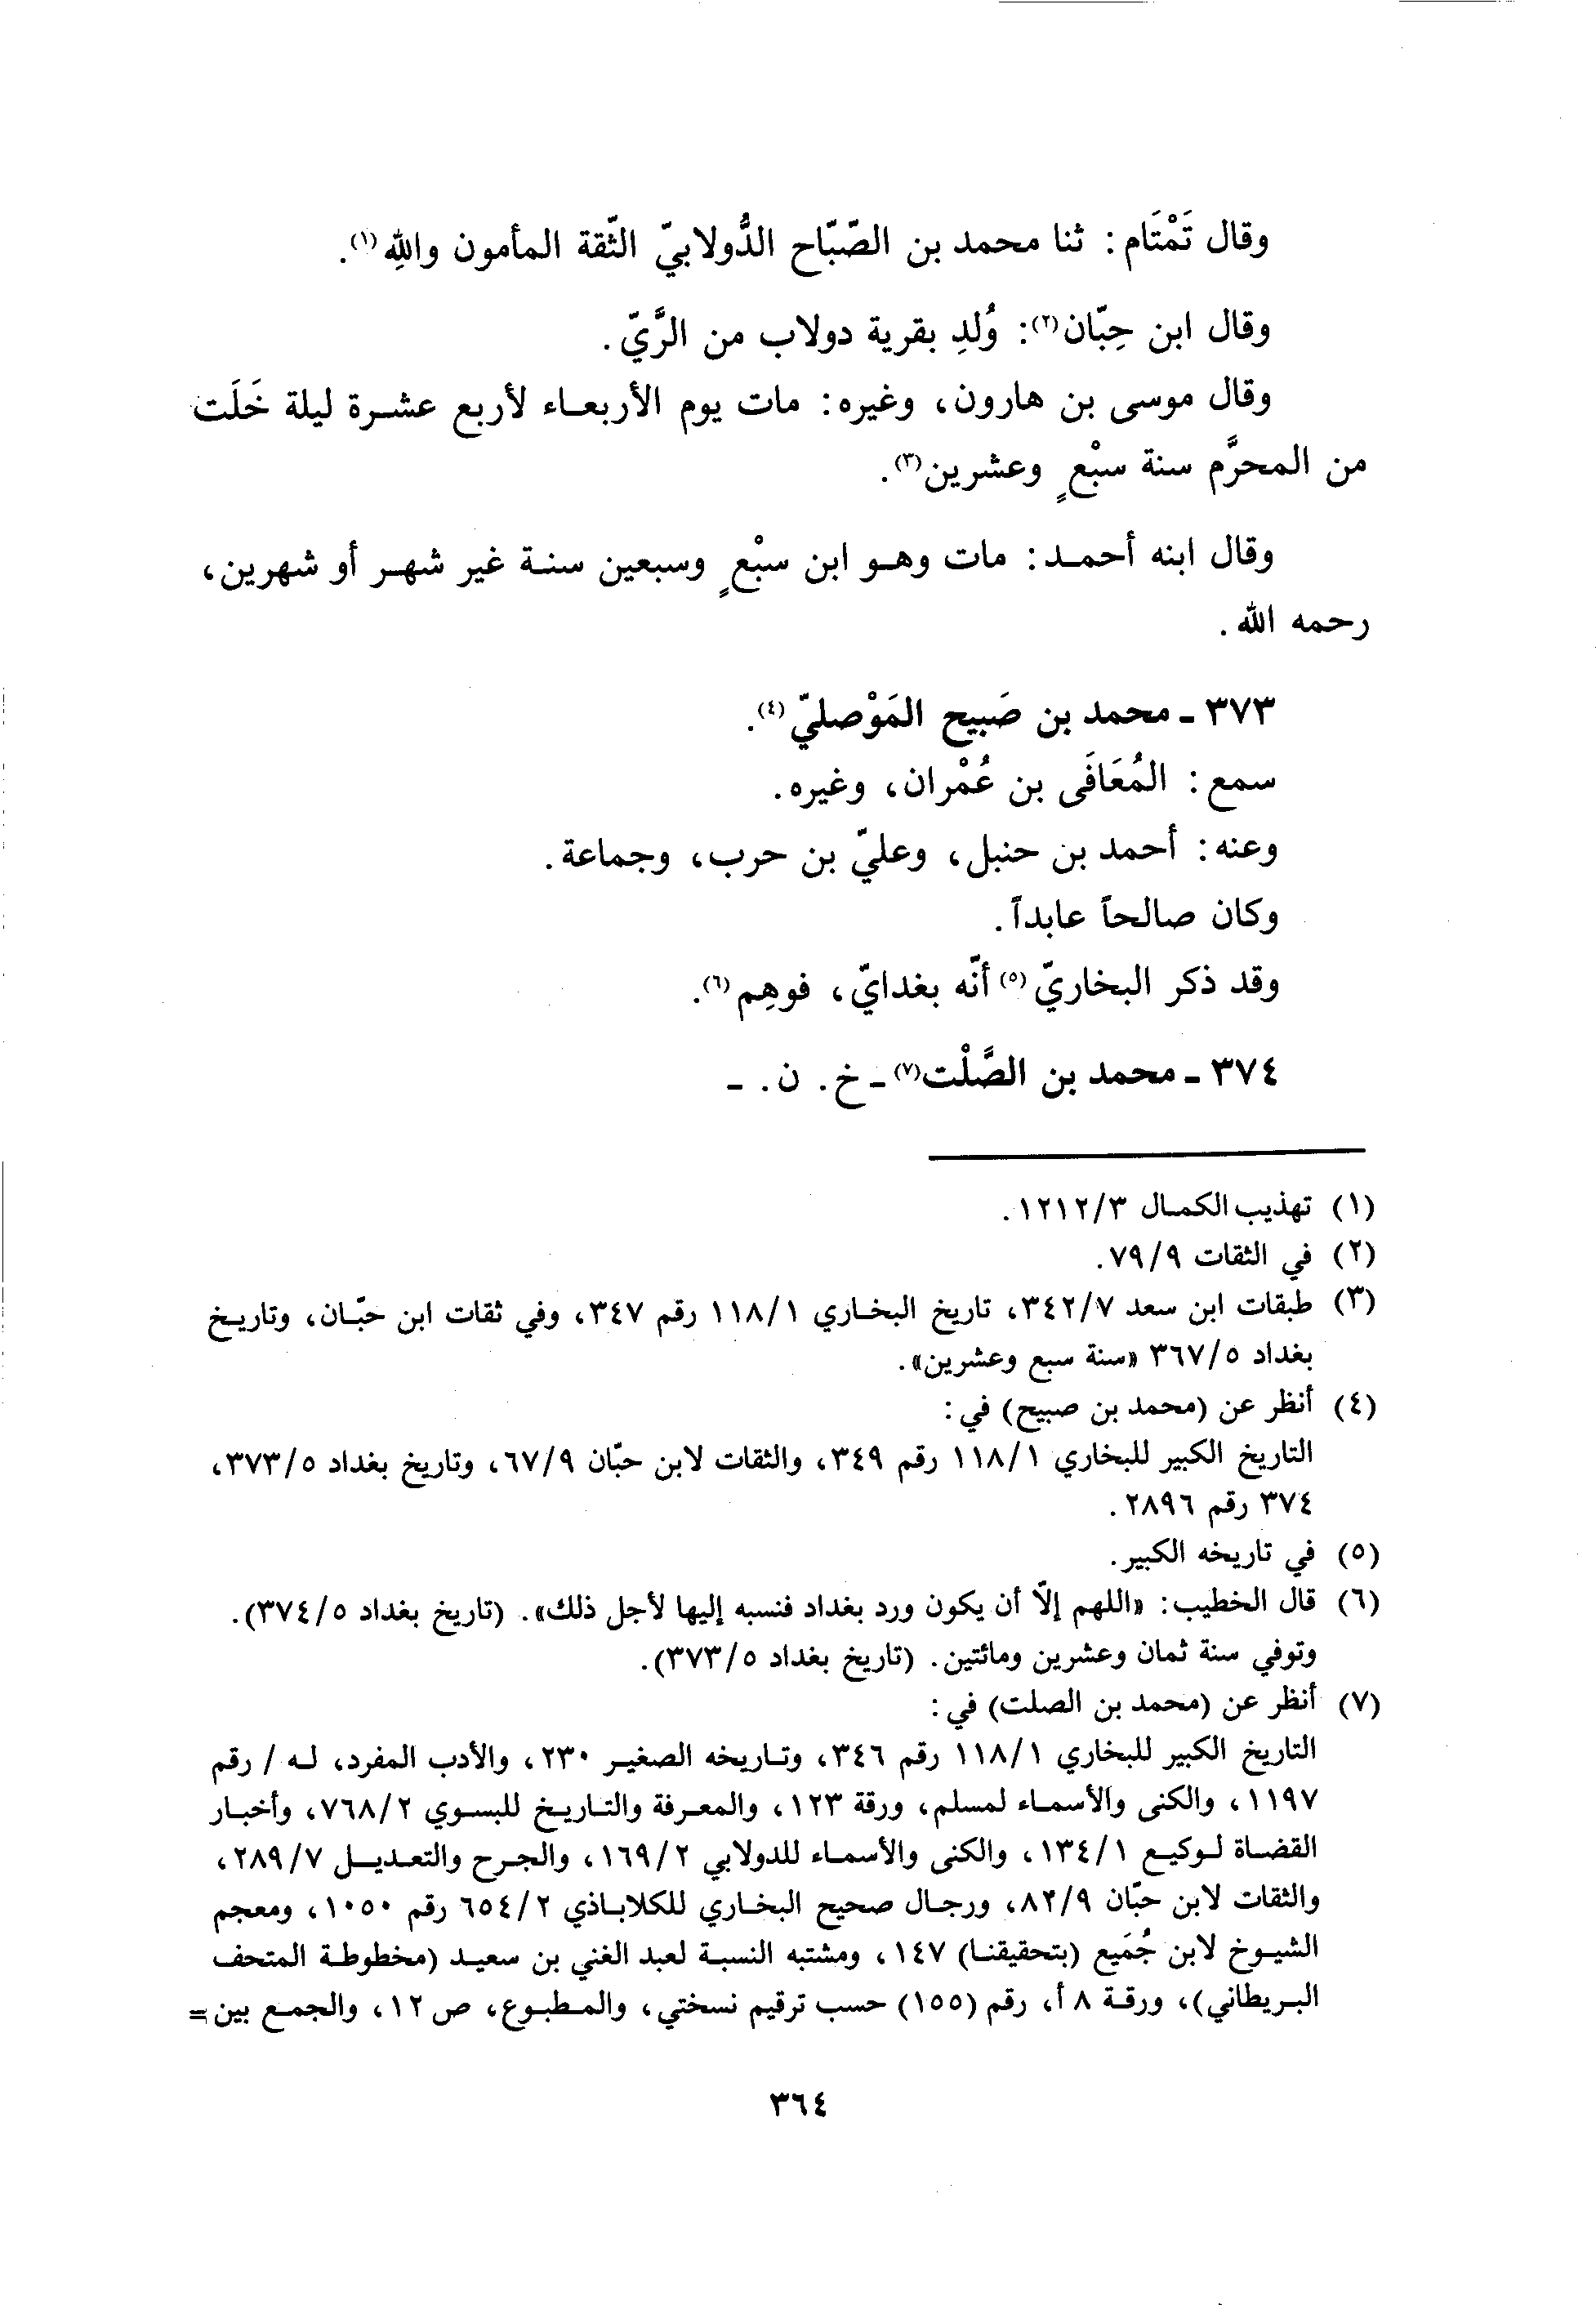 وقال تَمْتَام: ثنا محمد بن الصّبّاح الدُّولابيّ الثّقة المأمون واللهِ(١).
وقال ابن حِبّان(٢): وُلدِ بقرية دولاب من الرَّيّ.
وقال موسى بن هارون، وغيره: مات يوم الأربعاء لأربع عشرة ليلة خَلَت
من المحرَّم سنة سبْعٍ وعشرين(٣).
وقال ابنه أحمد: مات وهو ابن سبْعٍ وسبعين سنة غير شهر أو شهرين،
رحمه الله.
٣٧٣ - محمد بن صَبيح المَوْصليّ(٤).
سمع: المُعَافَى بن عُمْران، وغيره.
وعنه: أحمد بن حنبل، وعليّ بن حرب، وجماعة.
وكان صالحاً عابداً.
وقد ذكر البخاريّ(٥) أنّه بغدايّ، فوهِم(٦).
٣٧٤ - محمد بن الصَّلْت(٧) - خ. ن. -
(١) تهذيب الكمال ١٢١٢/٣.
(٢) في الثقات ٧٩/٩.
(٣) طبقات ابن سعد ٣٤٢/٧، تاريخ البخاري ١١٨/١ رقم ٣٤٧، وفي ثقات ابن حبّان، وتاريخ
بغداد ٣٦٧/٥ «سنة سبع وعشرين».
(٤) أنظر عن (محمد بن صبيح) في:
التاريخ الكبير للبخاري ١١٨/١ رقم ٣٤٩، والثقات لابن حبّان ٦٧/٩، وتاريخ بغداد ٣٧٣/٥،
٣٧٤ رقم ٢٨٩٦.
(٥) في تاريخه الكبير.
(٦) قال الخطيب: «اللهم إلّا أن يكون ورد بغداد فنسبه إليها لأجل ذلك». (تاريخ بغداد ٣٧٤/٥).
وتوفي سنة ثمان وعشرين ومائتين. (تاريخ بغداد ٣٧٣/٥).
(٧) أنظر عن (محمد بن الصلت) في:
التاريخ الكبير للبخاري ١١٨/١ رقم ٣٤٦، وتاريخه الصغير ٢٣٠، والأدب المفرد، له / رقم
١١٩٧، والكنى والأسماء لمسلم، ورقة ١٢٣، والمعرفة والتاريخ للبسوي ٧٦٨/٢، وأخبار
القضاة لوكيع ١٣٤/١، والكنى والأسماء للدولابي ١٦٩/٢، والجرح والتعديل ٢٨٩/٧،
والثقات لابن حبّان ٨٢/٩، ورجال صحيح البخاري للكلاباذي ٦٥٤/٢ رقم ١٠٥٠، ومعجم
الشيوخ لابن جُمَيع (بتحقيقنا) ١٤٧، ومشتبه النسبة لعبد الغني بن سعيد (مخطوطة المتحف
البريطاني)، ورقة ٨ أ، رقم (١٥٥) حسب ترقيم نسختي، والمطبوع، ص ١٢، والجمع بين =
٣٦٤